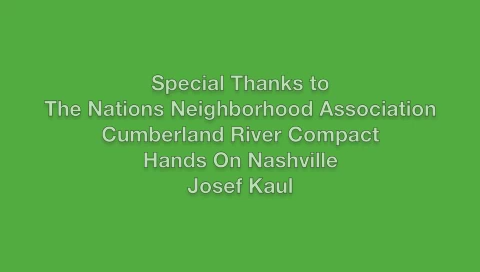 Special Thanks to
The Nations Neighborhood Association
Cumberland River Compact
Hands On Nashville
Josef Kaul